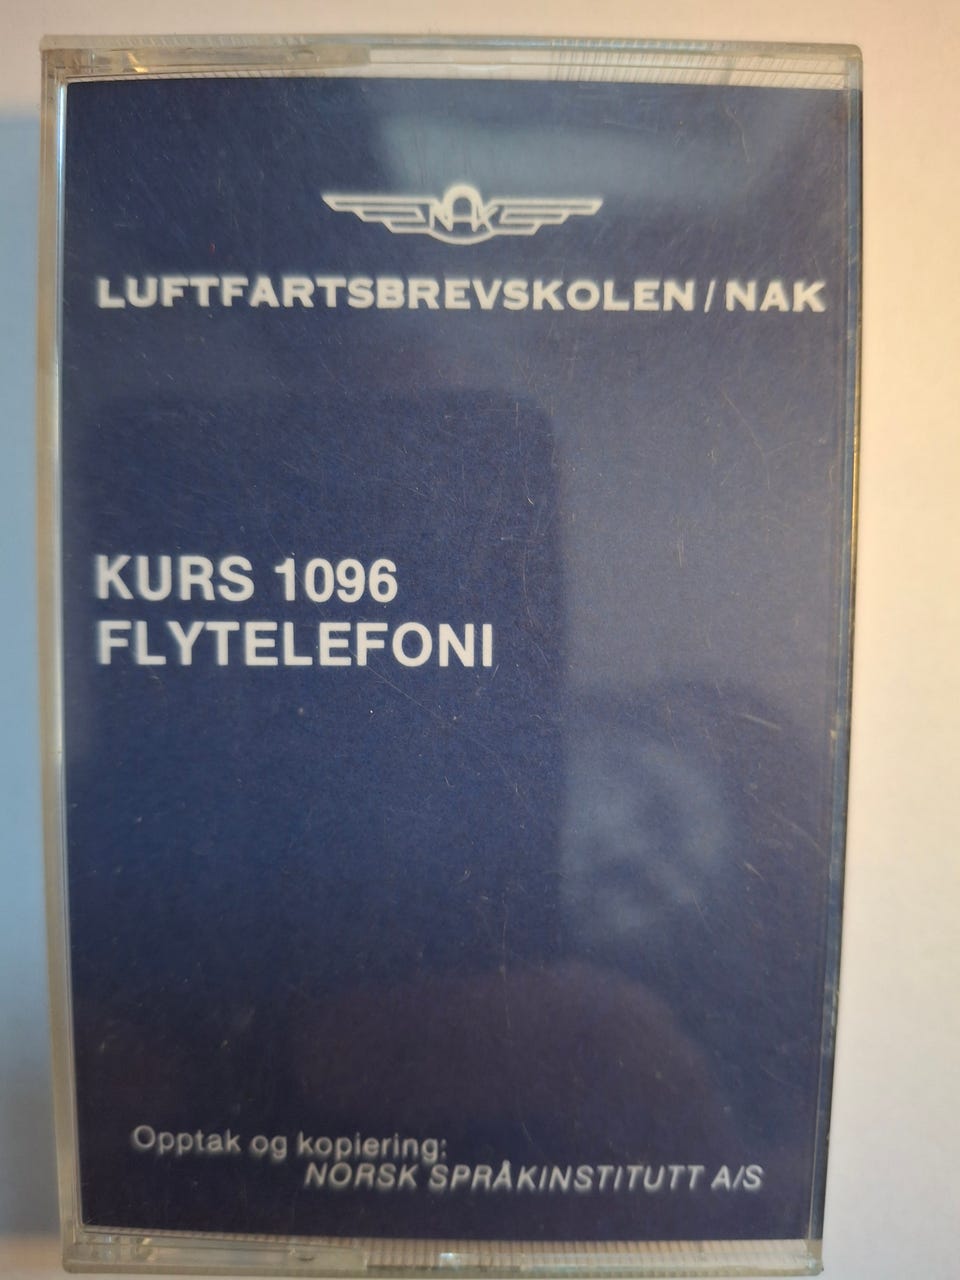 NAK
LUFTFARTSBREVSKOLEN / NAK
KURS 1096
FLYTELEFONI
Opptak og kopiering:
NORSK SPRÅKINSTITUTT A/S